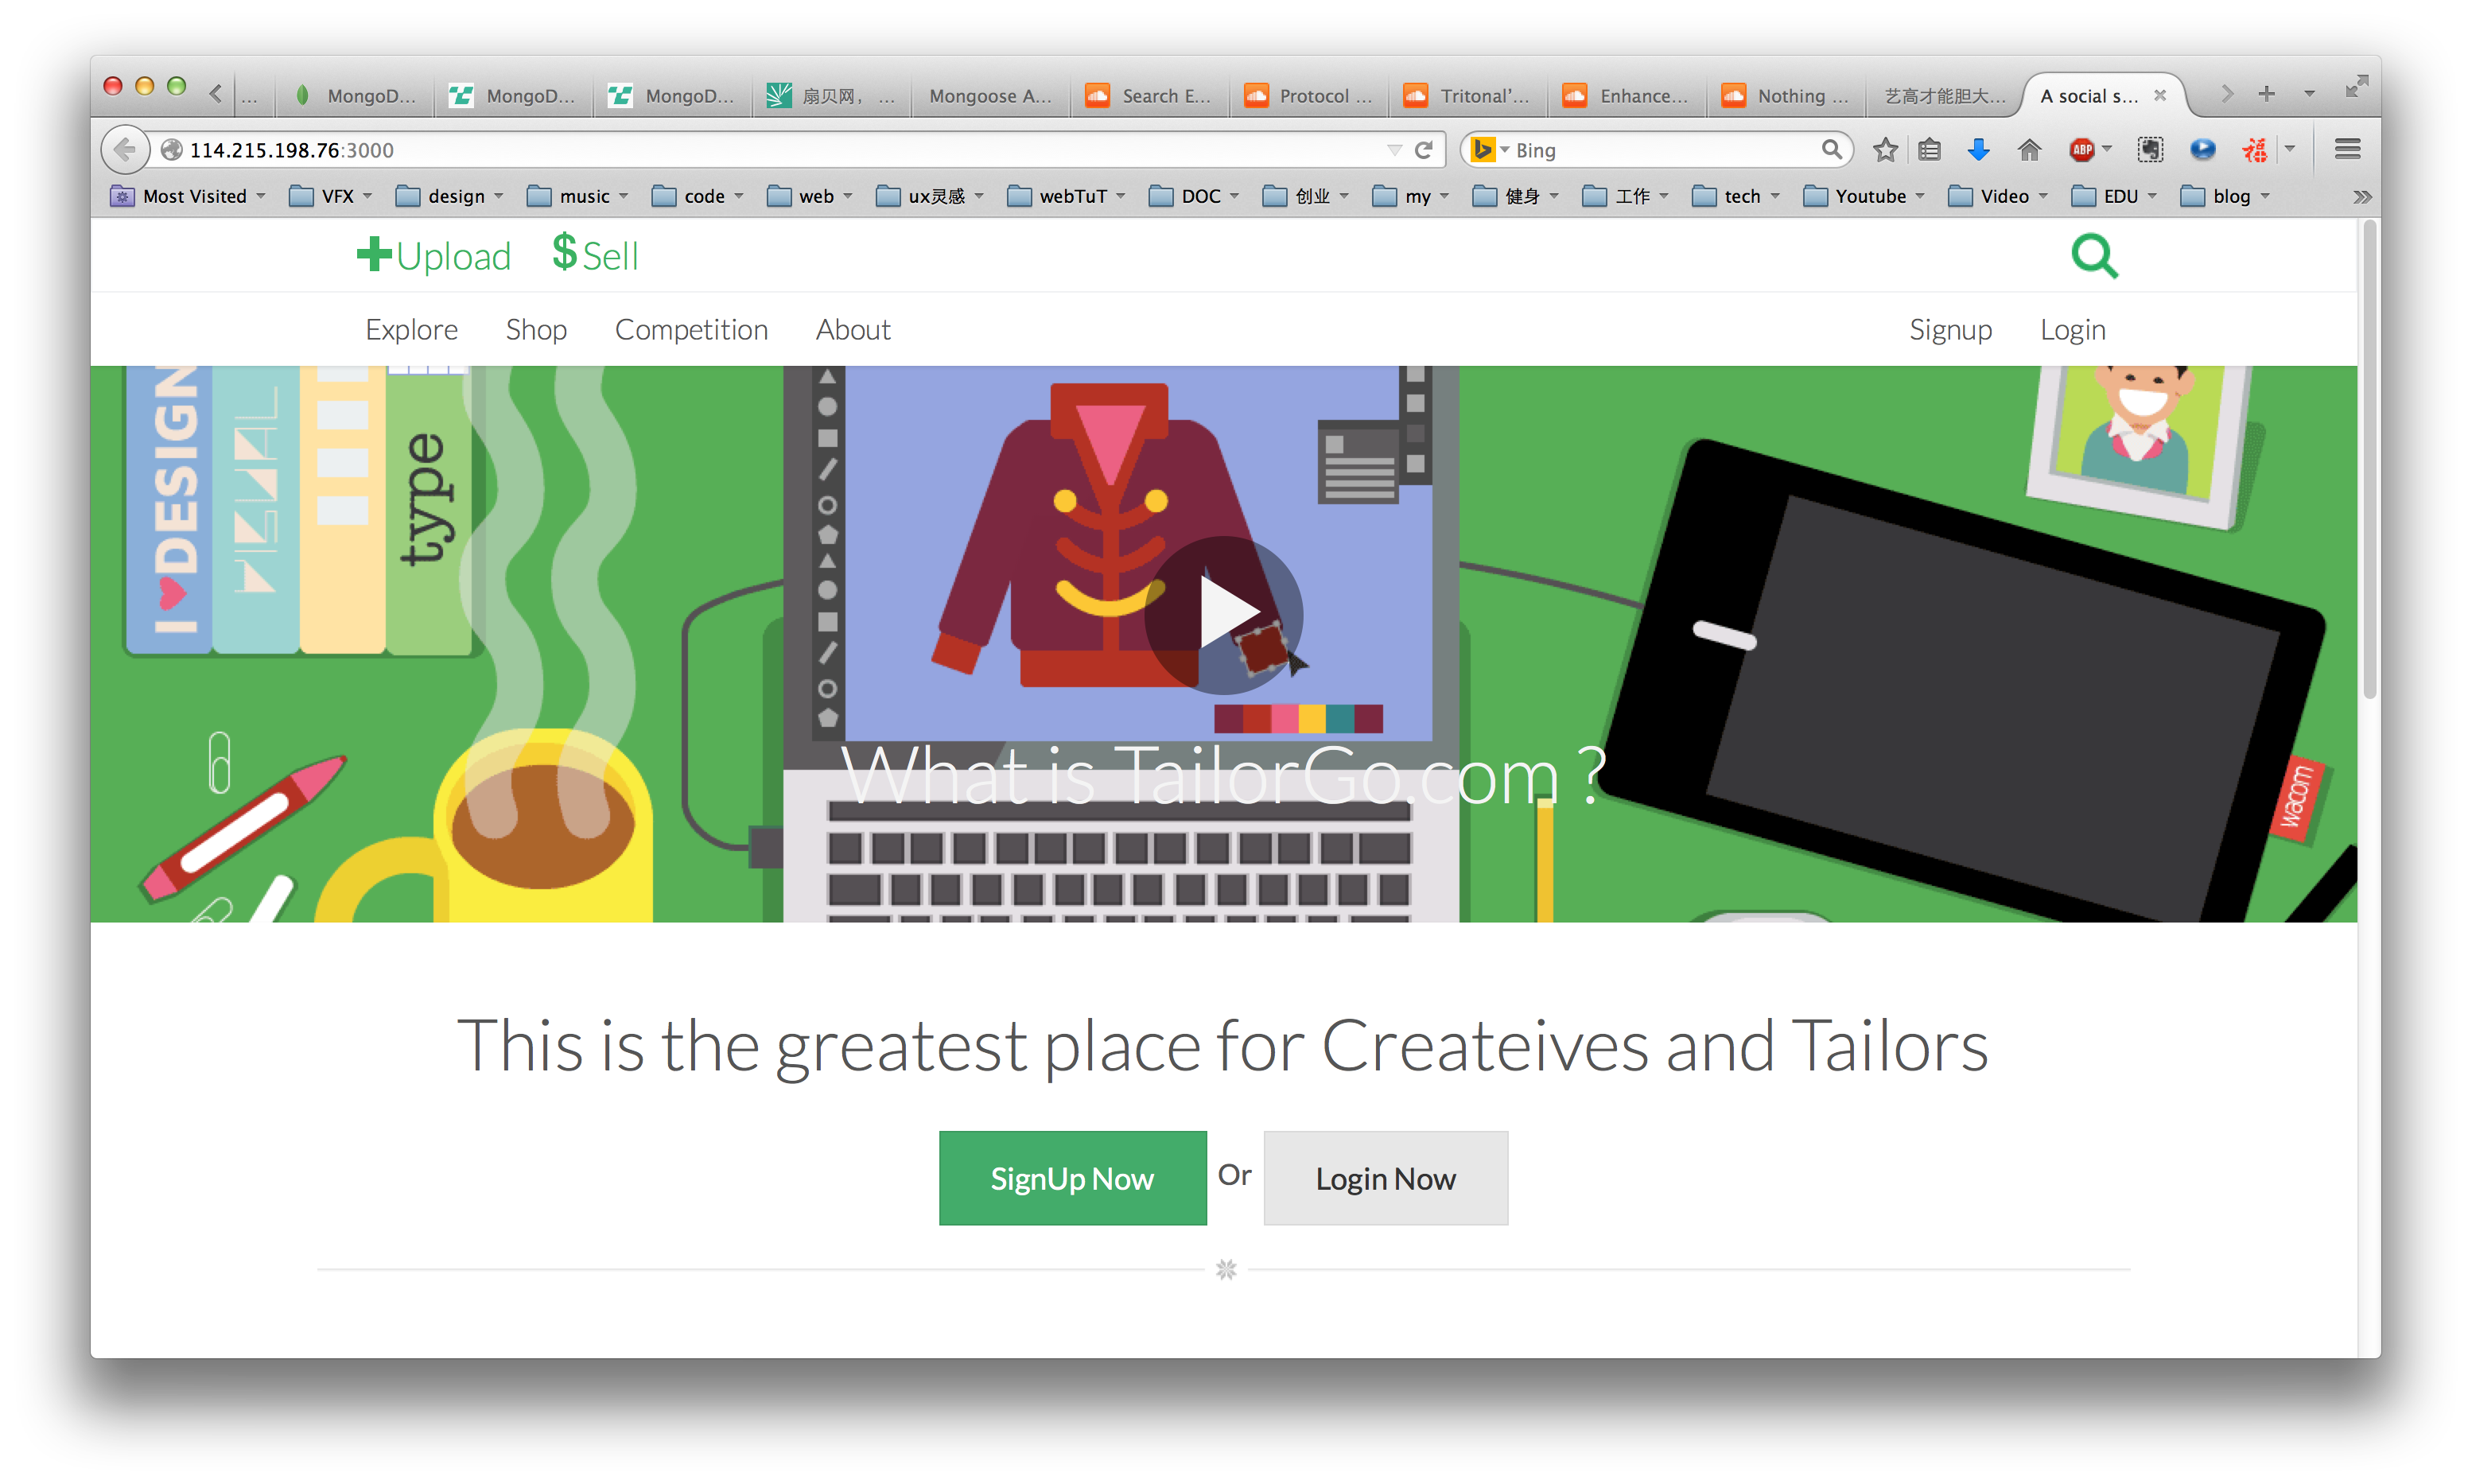 ... MongoD... MongoD... MongoD... 扇贝网， ... Mongoose A... Search E... Protocol ... Tritonal’... Enhance... Nothing ... 艺高才能胆大... A social s...
114.215.198.76:3000 Bing ABP
Most Visited VFX design music code web ux灵感 webTuT DOC 创业 my 健身 工作 tech Youtube Video EDU blog
Upload $ Sell
Explore Shop Competition About Signup Login
I DESIGN
type
What is TailorGo.com ?
wacom
This is the greatest place for Createives and Tailors
SignUp Now Or Login Now